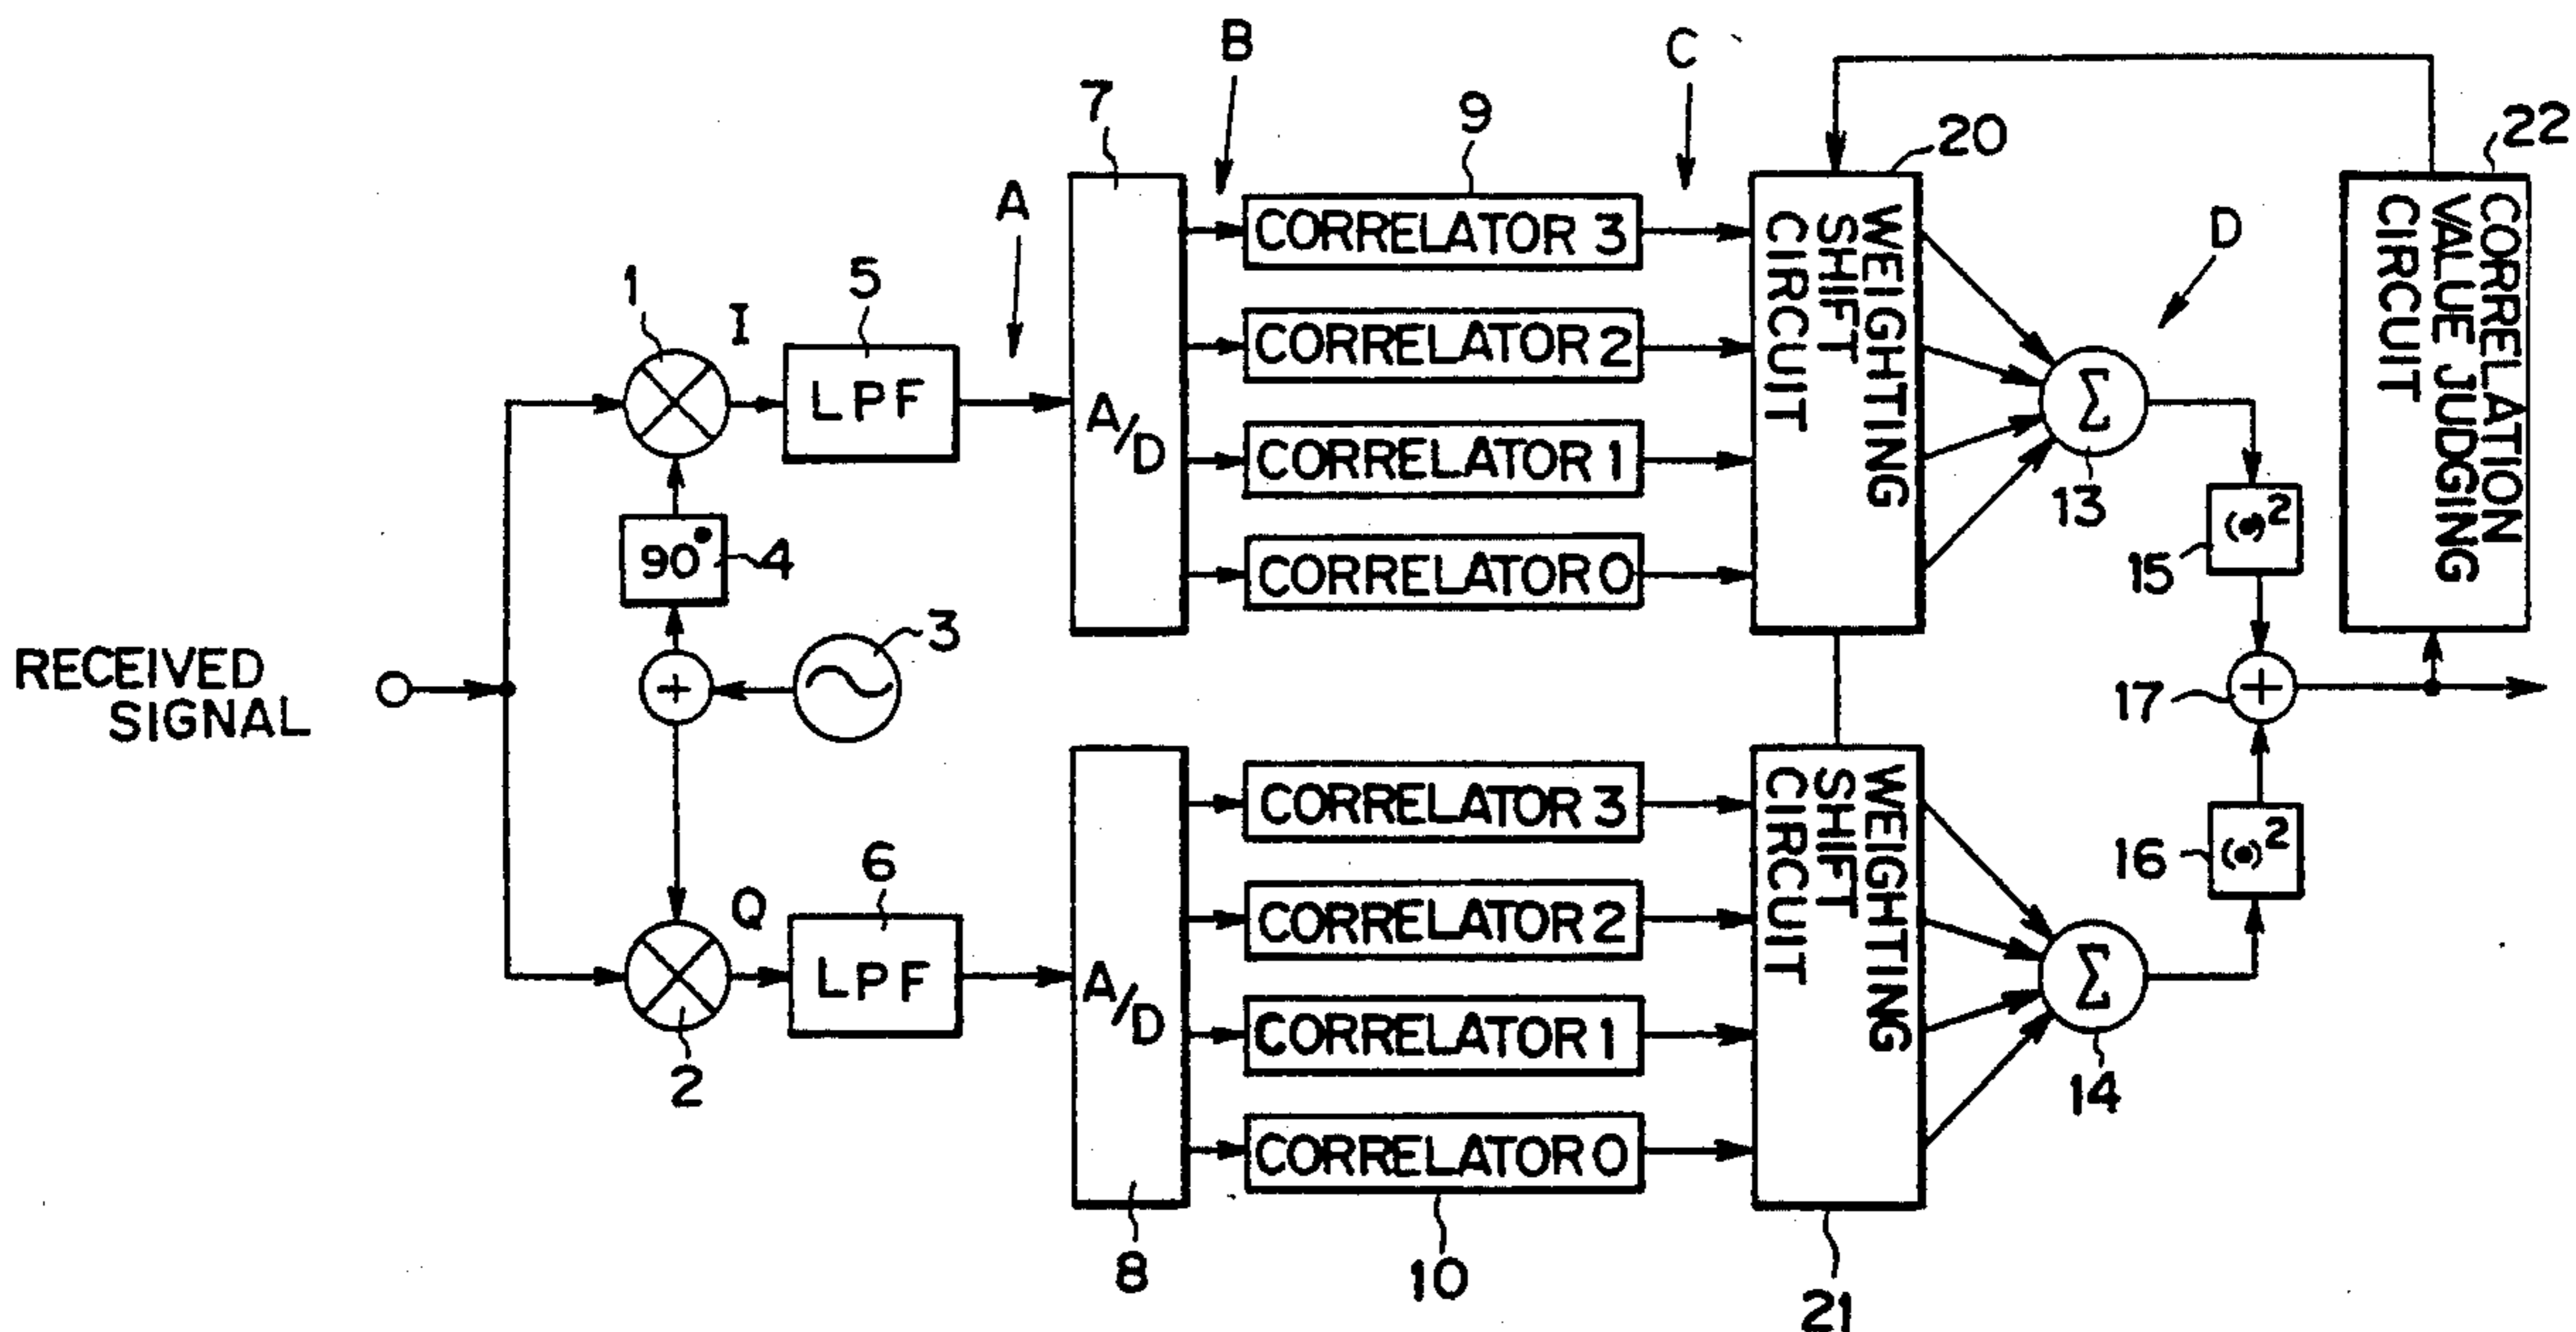 B
C
7
9
20
22
A
CORRELATOR 3
D
1
I
5
CORRELATOR 2
WEIGHTING
SHIFT
CIRCUIT
CORRELATION
VALUE JUDGING
CIRCUIT
LPF
A/D
Σ
CORRELATOR 1
13
(•)²
90°
4
15
CORRELATOR 0
3
RECEIVED
SIGNAL
+
~
17
+
CORRELATOR 3
WEIGHTING
SHIFT
CIRCUIT
16
(•)²
Q
6
CORRELATOR 2
LPF
A/D
Σ
CORRELATOR 1
2
14
CORRELATOR 0
8
10
21